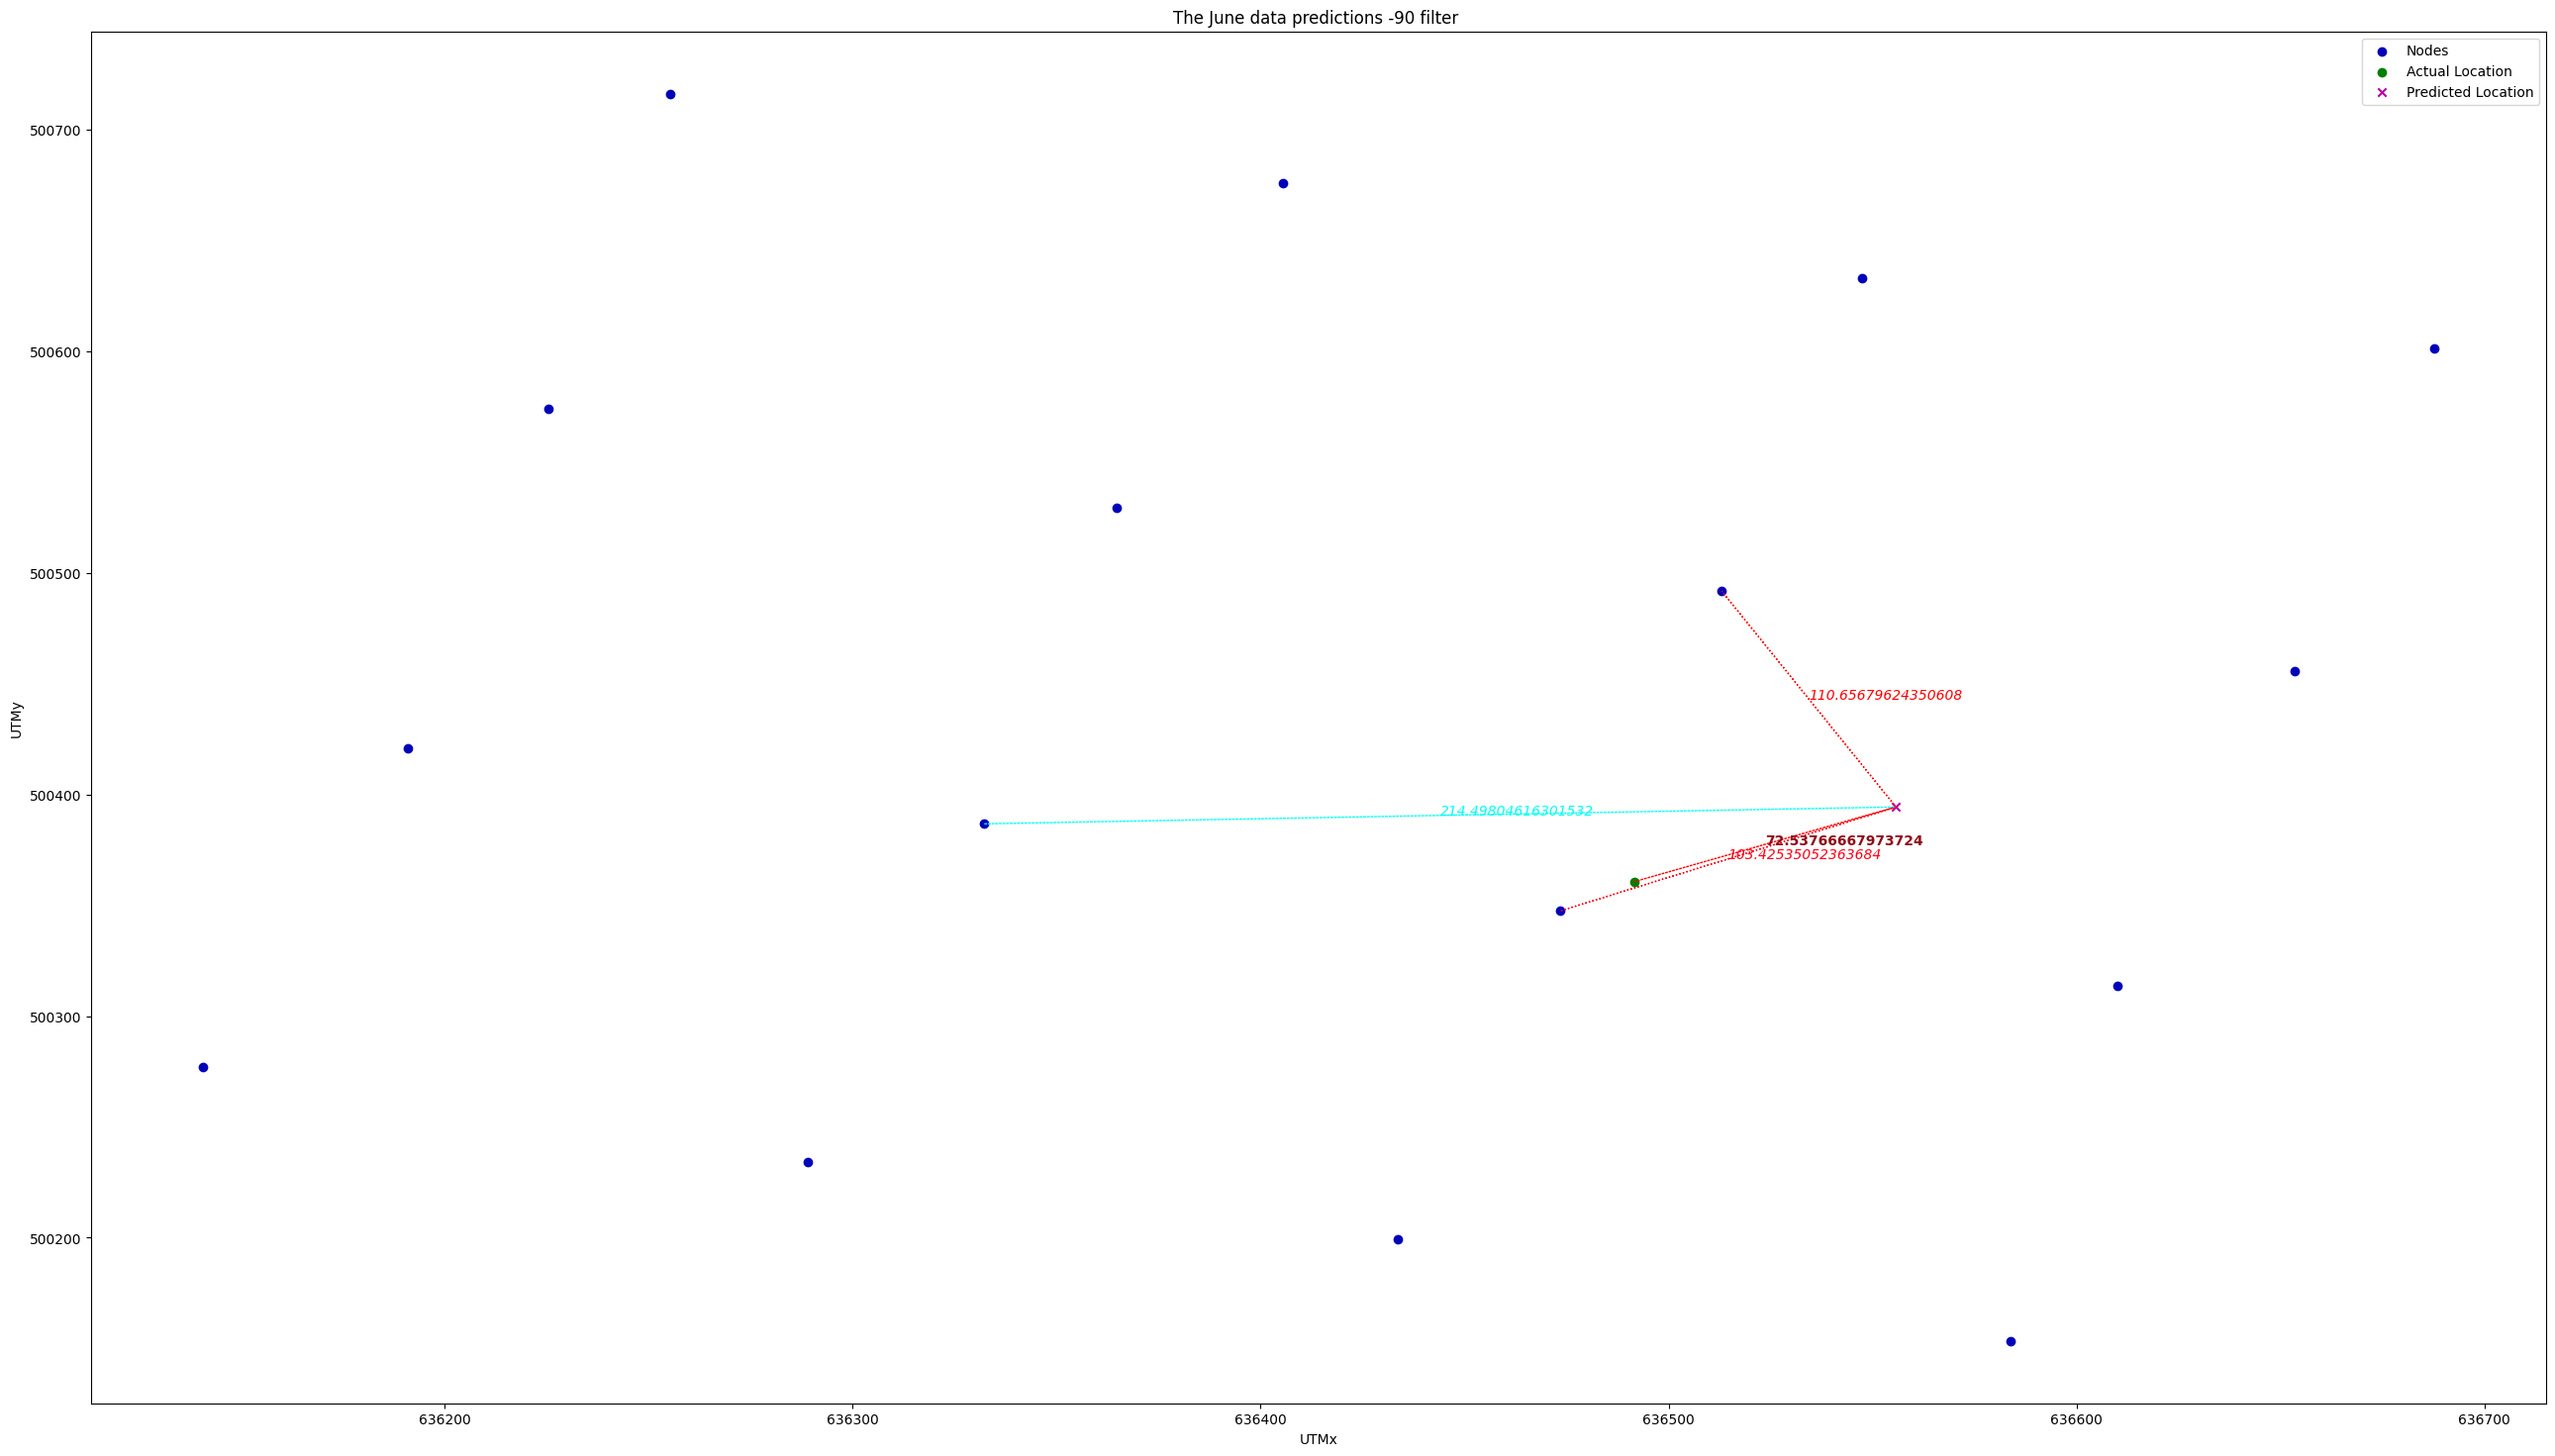 The June data predictions -90 filter
Nodes
Actual Location
Predicted Location
500700
500600
500500
500400
500300
500200
UTMy
110.65679624350608
214.49804616301532
72.53766667973724
103.42535052363684
636200
636300
636400
636500
636600
636700
UTMx